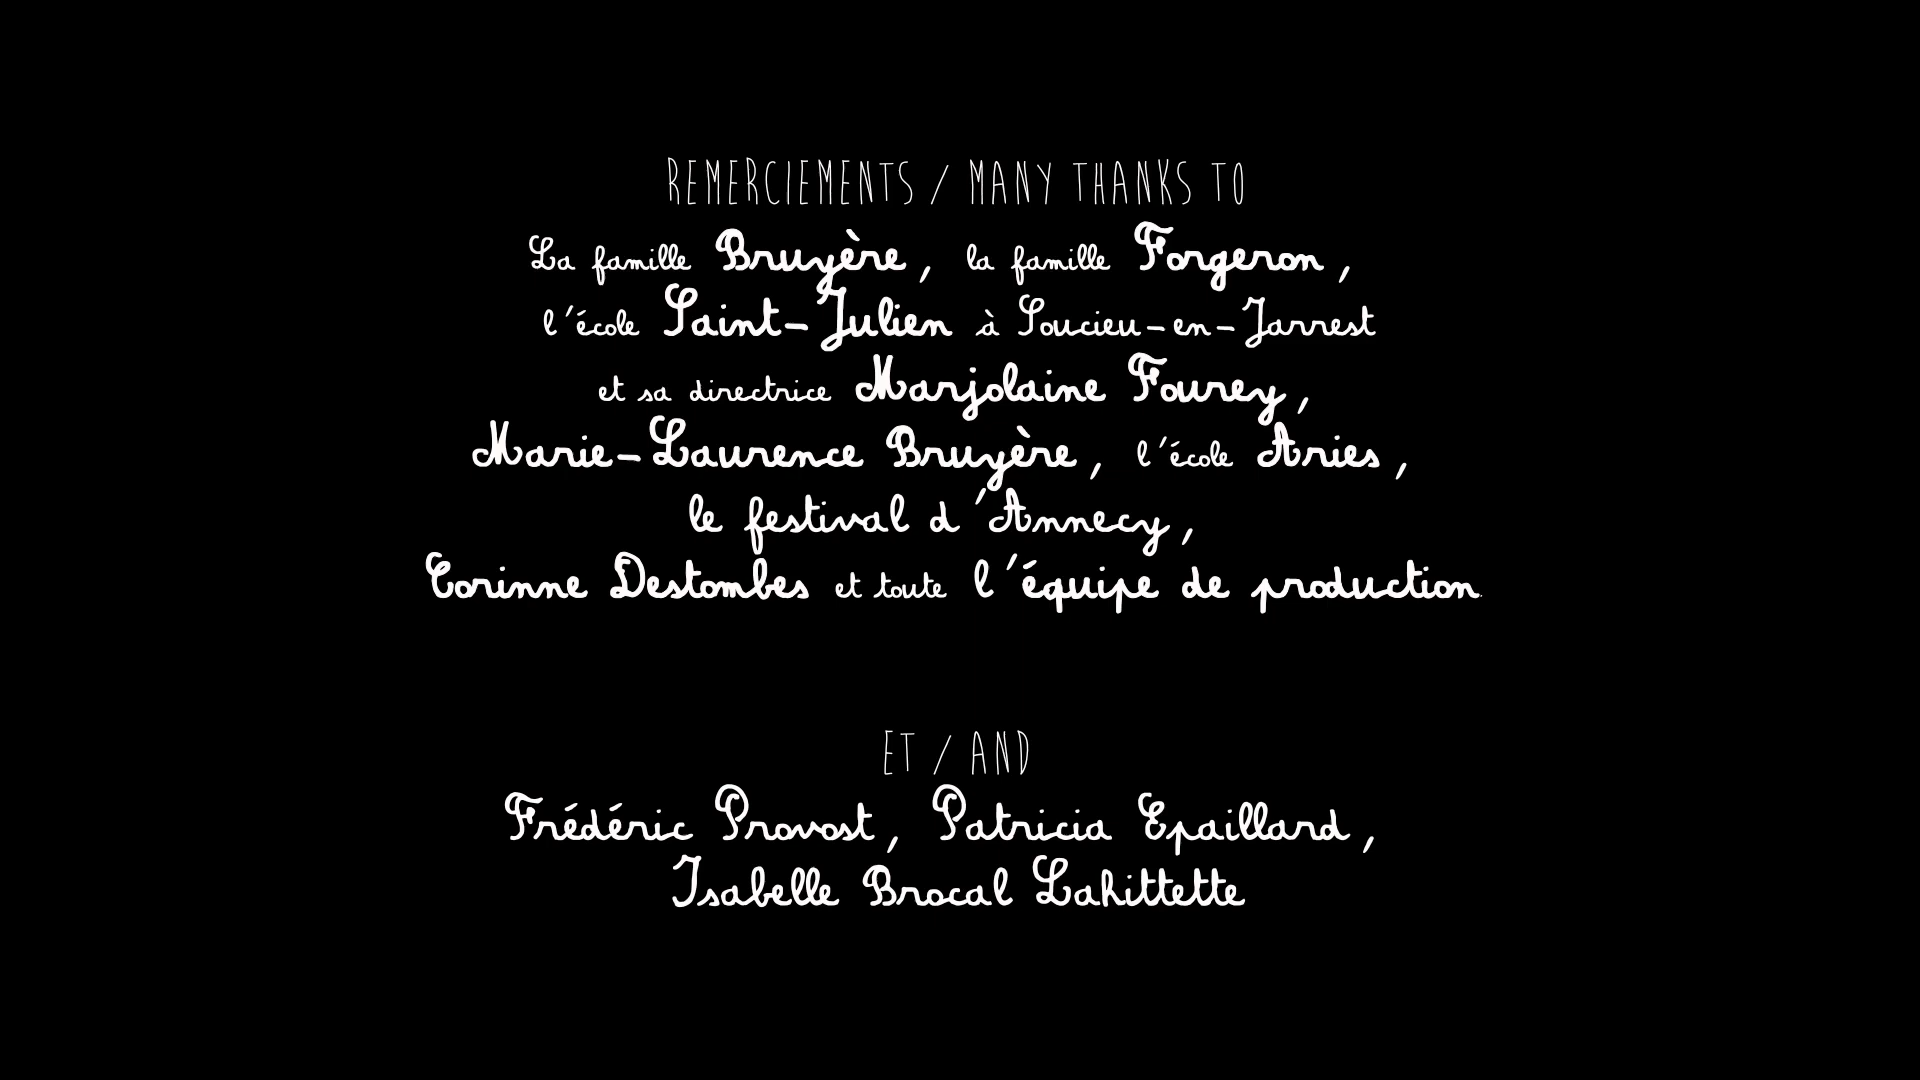 REMERCIEMENTS / MANY THANKS TO
La famille Bruyère, la famille Forgeron,
l'école Saint-Julien à Soucieu-en-Jarrest
et sa directrice Marjolaine Fourey,
Marie-Laurence Bruyère, l'école Aries,
le festival d'Annecy,
Corinne Destombes et toute l'équipe de production.
ET / AND
Frédéric Provost, Patricia Epaillard,
Isabelle Brocal Lahittette